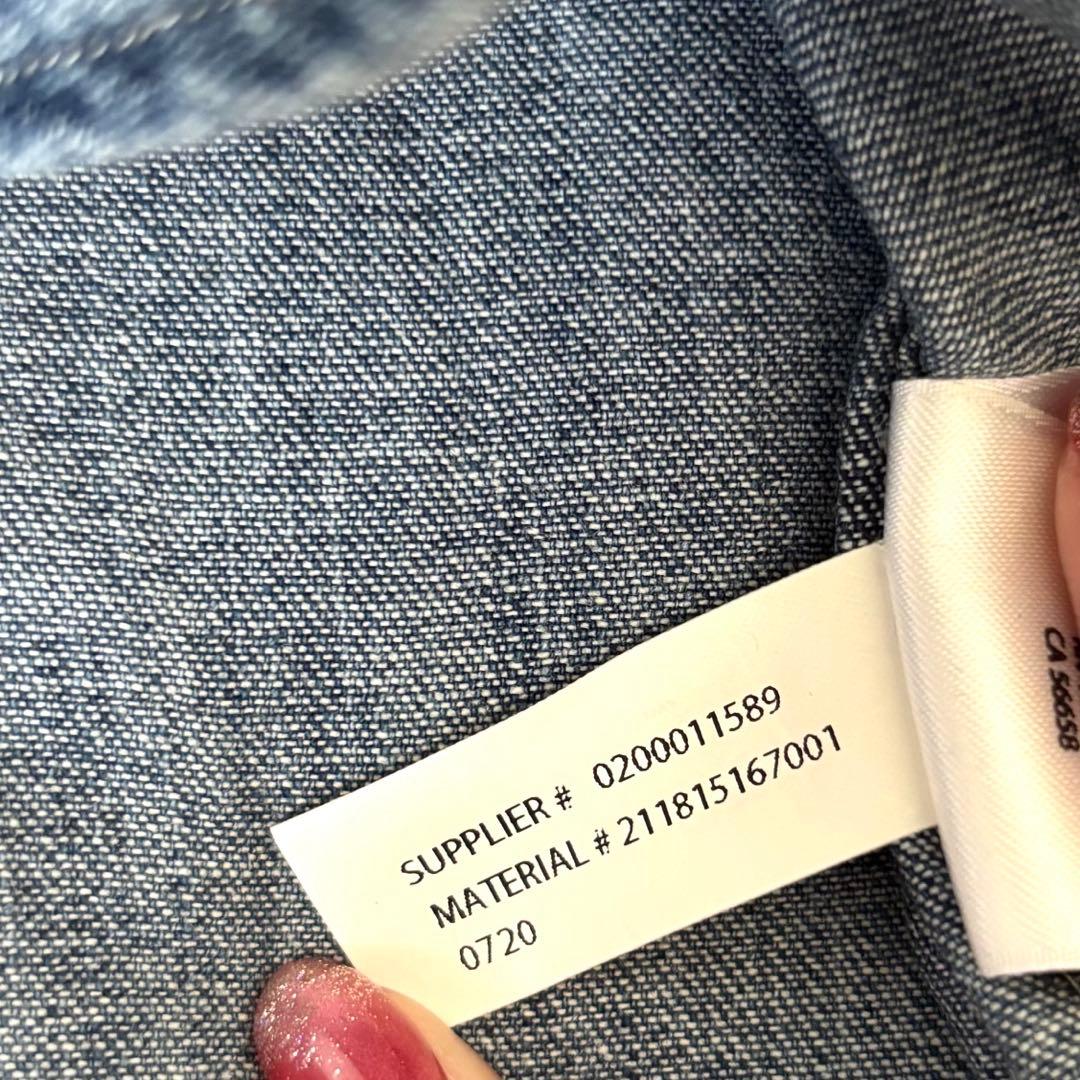 SUPPLIER # 0200011589
MATERIAL # 211815167001
0720
CA 56658